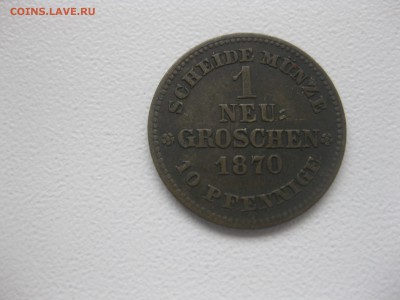 COINS.LAVE.RU
SCHEIDE MÜNZE
1
NEU:
GROSCHEN
1870
10 PFENNIGE